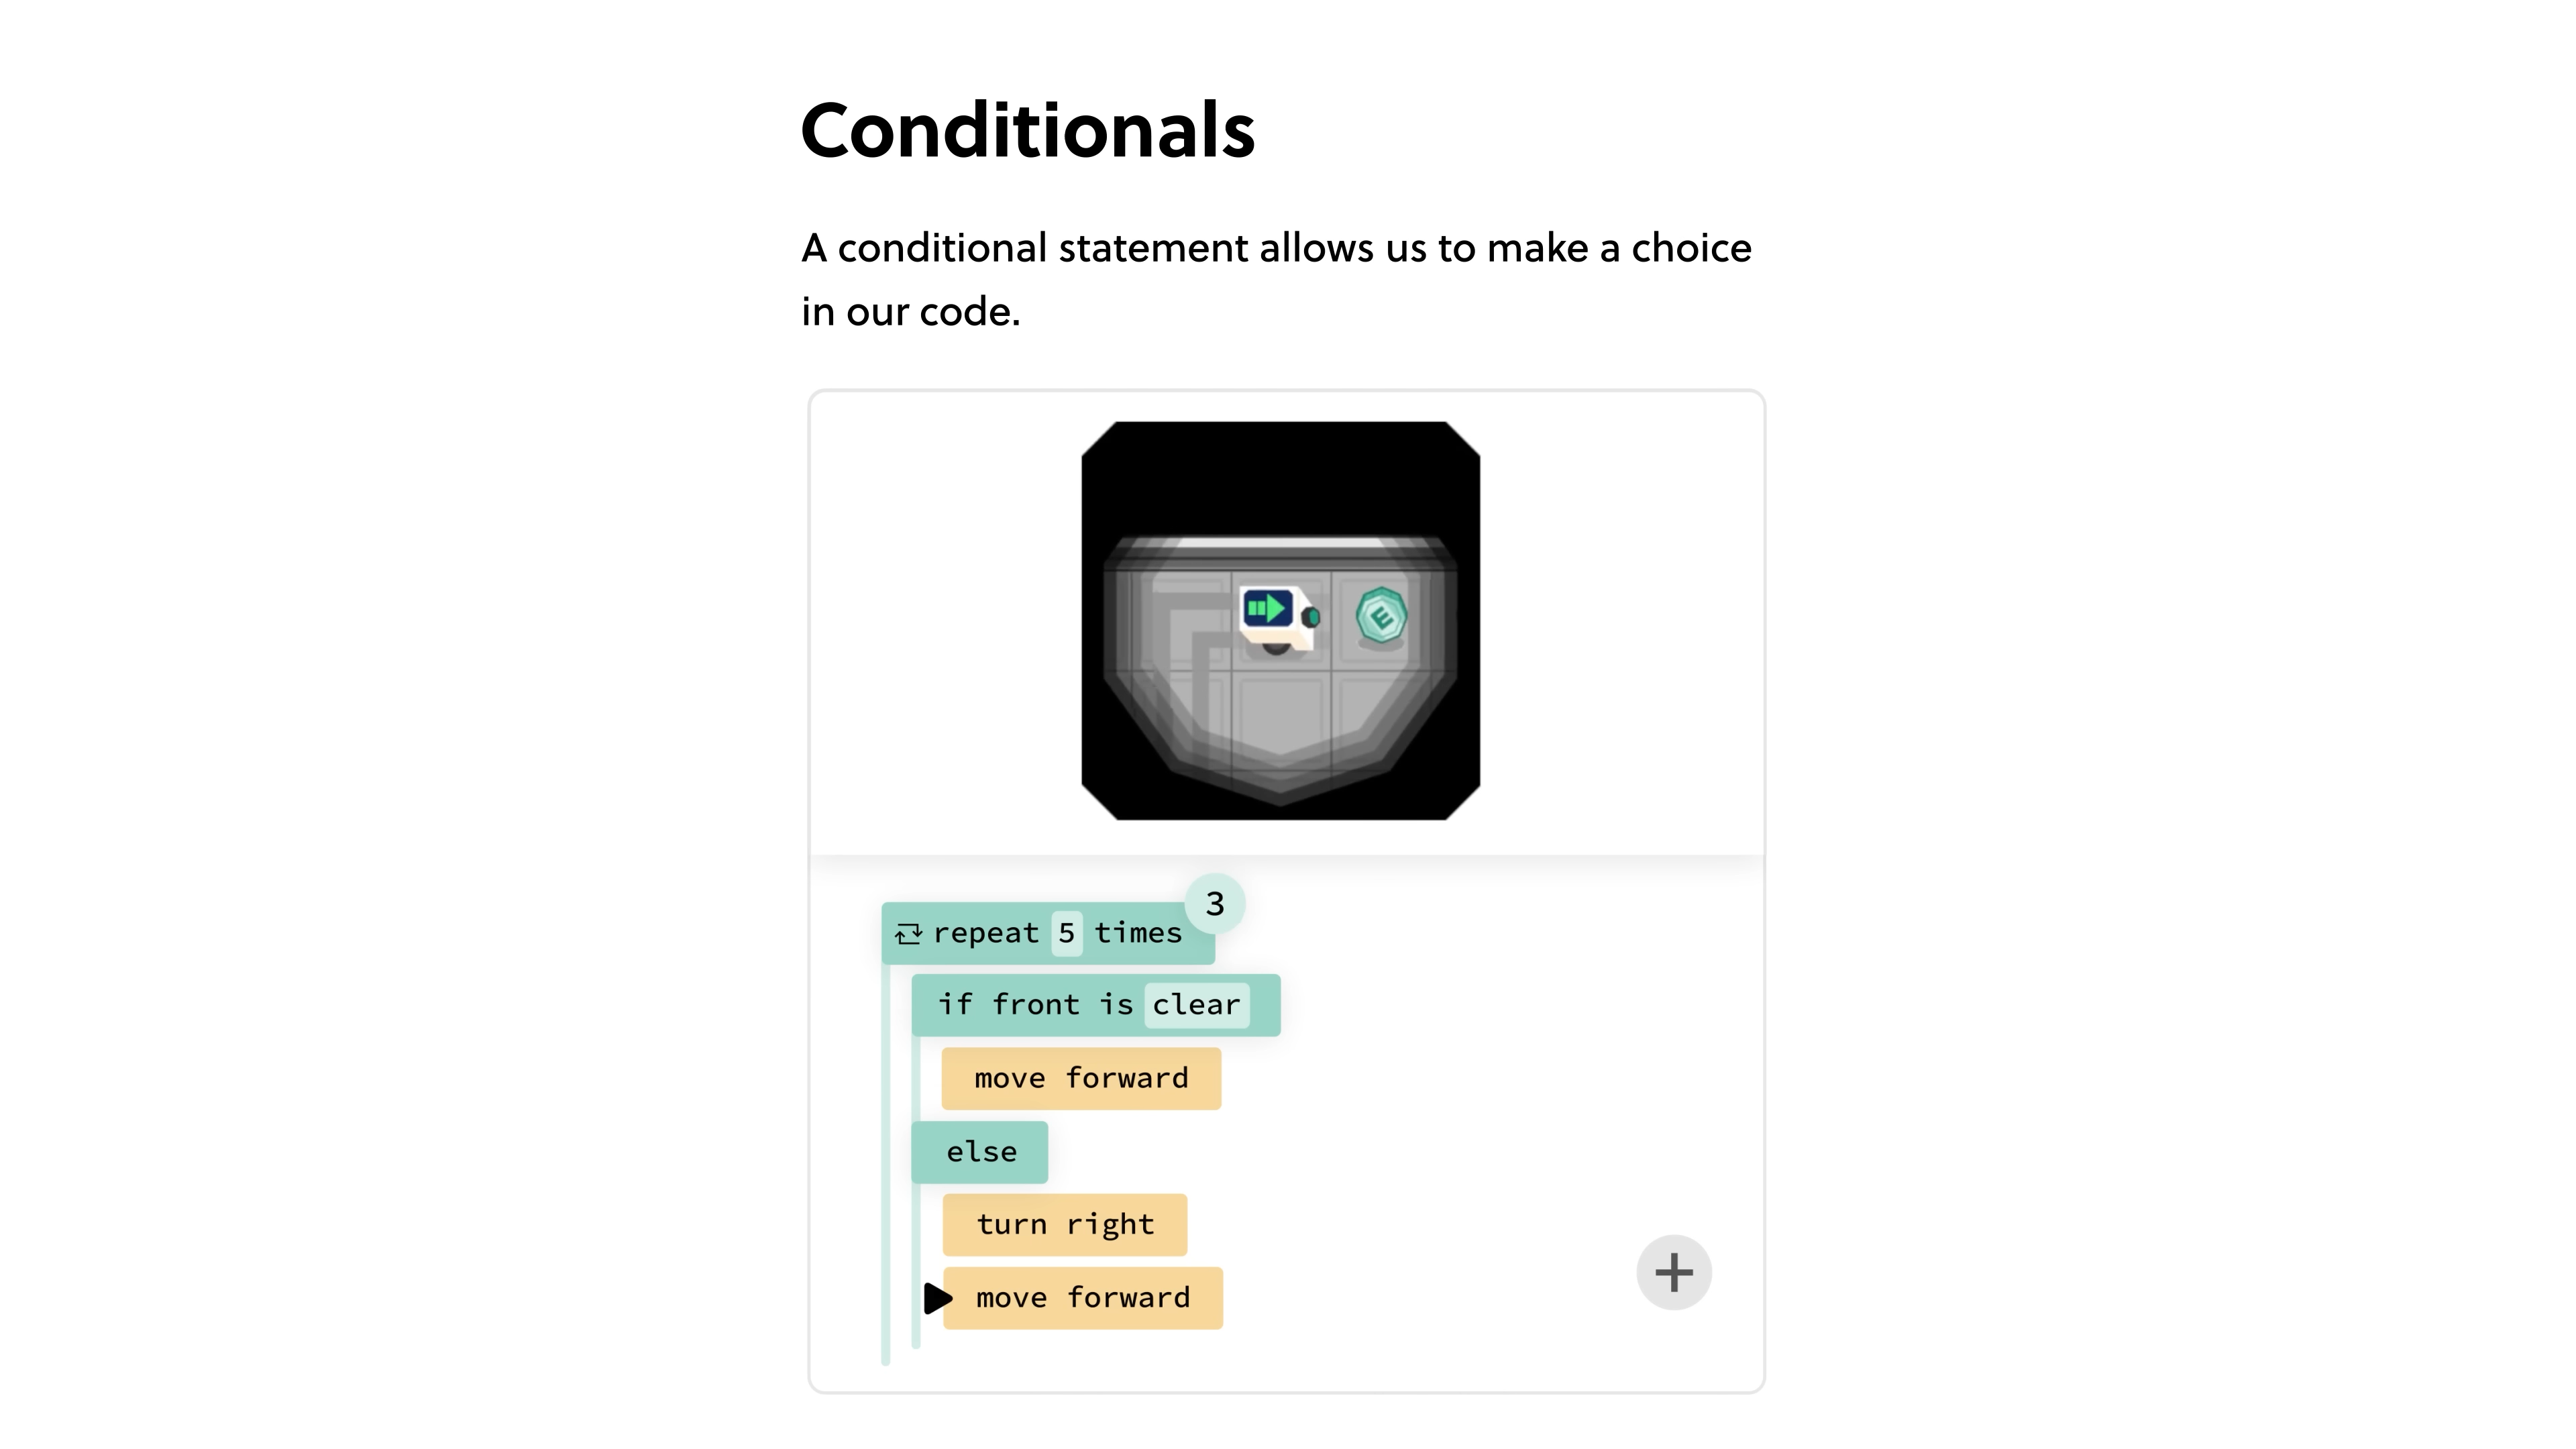 Conditionals
A conditional statement allows us to make a choice
in our code.
E
3
repeat 5 times
if front is clear
move forward
else
turn right
move forward